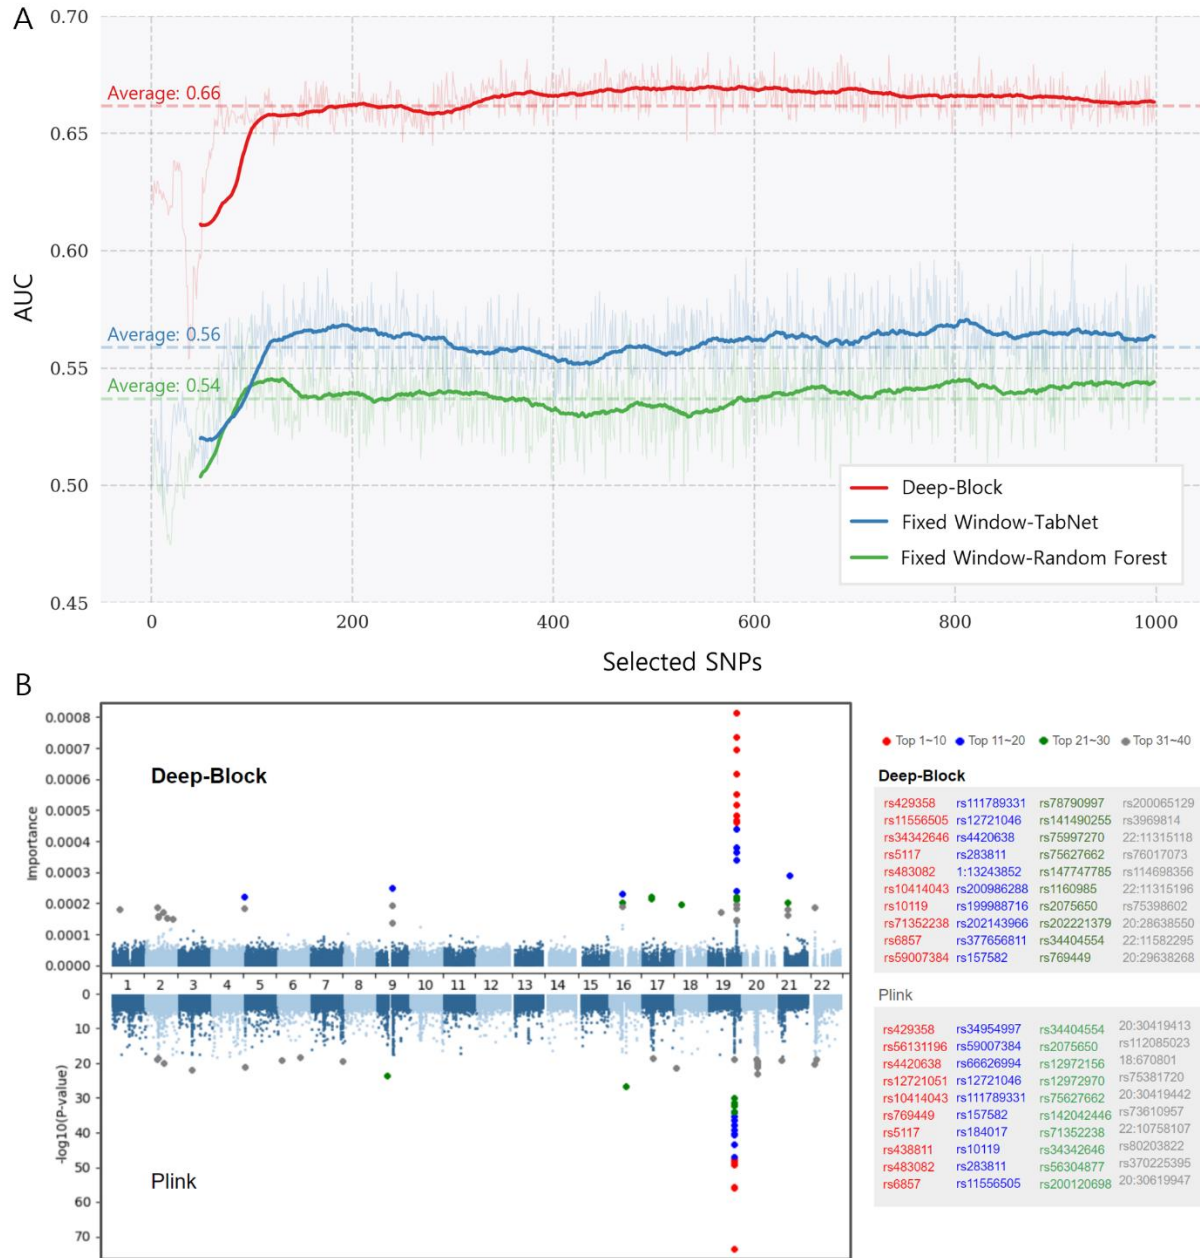 A
0.70
0.65
0.60
0.55
0.50
0.45
AUC
Average: 0.66
Average: 0.56
Average: 0.54
Deep-Block
Fixed Window-TabNet
Fixed Window-Random Forest
0 200 400 600 800 1000
Selected SNPs
B
0.0008
0.0007
0.0006
0.0005
0.0004
0.0003
0.0002
0.0001
0.0000
Importance
Deep-Block
1 2 3 4 5 6 7 8 9 10 11 12 13 14 15 16 17 18 19 20 21 22
0
10
20
30
40
50
60
70
-log10(P-value)
Plink
Top 1~10 Top 11~20 Top 21~30 Top 31~40
Deep-Block
rs429358 rs111789331 rs78790997 rs200065129
rs11556505 rs12721046 rs141490255 rs3969814
rs34342646 rs4420638 rs75997270 22:11315118
rs5117 rs283811 rs75627662 rs76017073
rs483082 1:13243852 rs147747785 rs114698356
rs10414043 rs200986288 rs1160985 22:11315196
rs10119 rs199988716 rs2075650 rs75398602
rs71352238 rs202143966 rs202221379 20:28638550
rs6857 rs377656811 rs34404554 22:11582295
rs59007384 rs157582 rs769449 20:29638268
Plink
rs429358 rs34954997 rs34404554 20:30419413
rs56131196 rs59007384 rs2075650 rs112085023
rs4420638 rs66626994 rs12972156 18:670801
rs12721051 rs12721046 rs12972970 rs75381720
rs10414043 rs111789331 rs75627662 20:30419442
rs769449 rs157582 rs142042446 rs73610957
rs5117 rs184017 rs71352238 22:10758107
rs438811 rs10119 rs34342646 rs80203822
rs483082 rs283811 rs56304877 rs370225395
rs6857 rs11556505 rs200120698 20:30619947